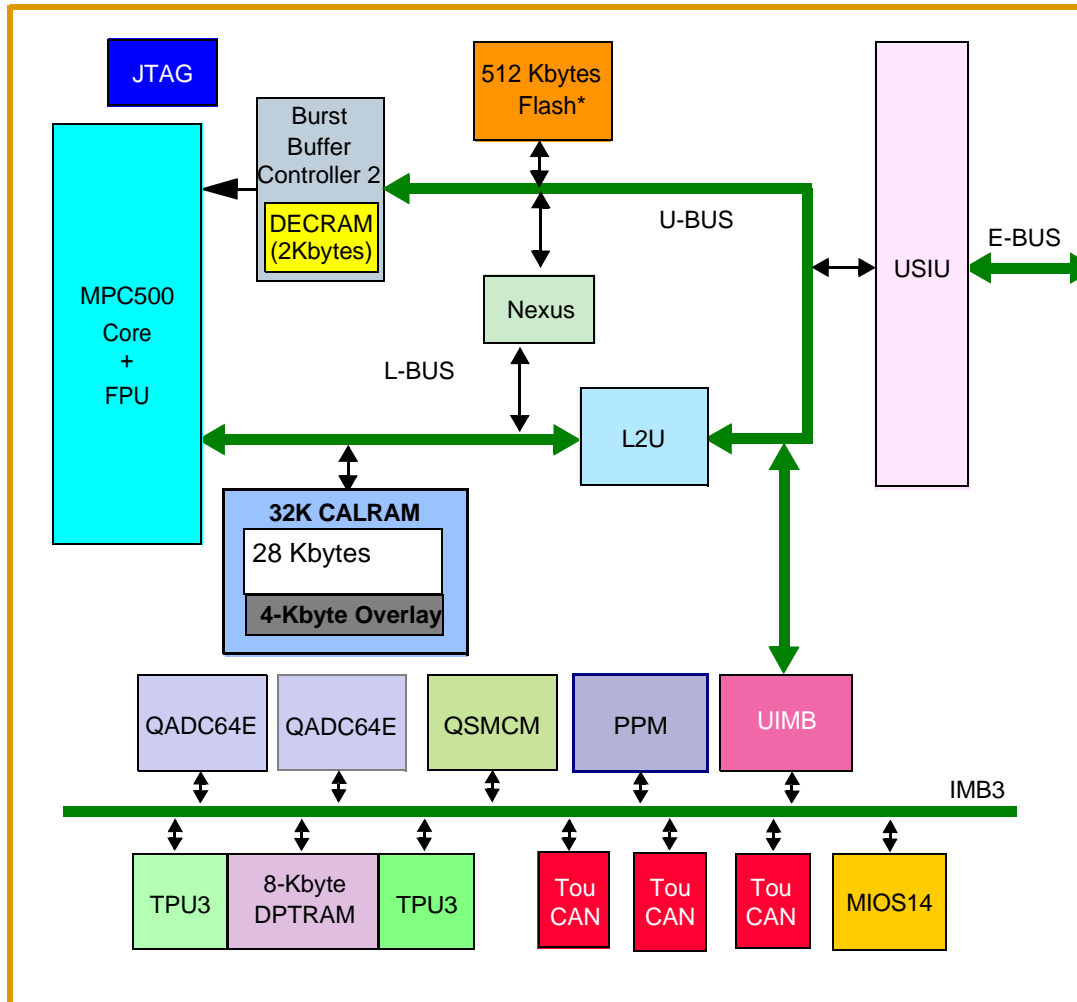 JTAG
512 Kbytes
Flash*
Burst
Buffer
Controller 2
DECRAM
(2Kbytes)
U-BUS
E-BUS
USIU
MPC500
Core
+
FPU
Nexus
L-BUS
L2U
32K CALRAM
28 Kbytes
4-Kbyte Overlay
QADC64E
QADC64E
QSMCM
PPM
UIMB
IMB3
TPU3
8-Kbyte
DPTRAM
TPU3
Tou
CAN
Tou
CAN
Tou
CAN
MIOS14